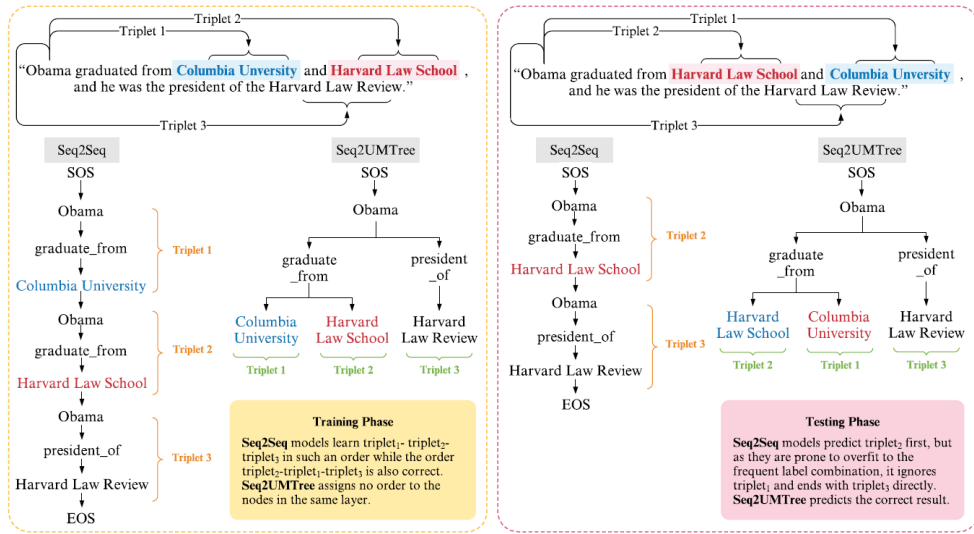 Triplet 2
Triplet 1
“Obama graduated from Columbia Unversity and Harvard Law School ,
and he was the president of the Harvard Law Review.”
Triplet 3
Seq2Seq
SOS
Obama
graduate_from
Columbia University
Triplet 1
Obama
graduate_from
Harvard Law School
Triplet 2
Obama
president_of
Harvard Law Review
Triplet 3
EOS
Seq2UMTree
SOS
Obama
graduate
_from
president
_of
Columbia
University
Harvard
Law School
Harvard
Law Review
Triplet 1
Triplet 2
Triplet 3
Training Phase
Seq2Seq models learn triplet1- triplet2-
triplet3 in such an order while the order
triplet2-triplet1-triplet3 is also correct.
Seq2UMTree assigns no order to the
nodes in the same layer.
Triplet 1
Triplet 2
“Obama graduated from Harvard Law School and Columbia Unversity ,
and he was the president of the Harvard Law Review.”
Triplet 3
Seq2Seq
SOS
Obama
graduate_from
Harvard Law School
Triplet 2
Obama
president_of
Harvard Law Review
Triplet 3
EOS
Seq2UMTree
SOS
Obama
graduate
_from
president
_of
Harvard
Law School
Columbia
University
Harvard
Law Review
Triplet 2
Triplet 1
Triplet 3
Testing Phase
Seq2Seq models predict triplet2 first, but
as they are prone to overfit to the
frequent label combination, it ignores
triplet1 and ends with triplet3 directly.
Seq2UMTree predicts the correct result.